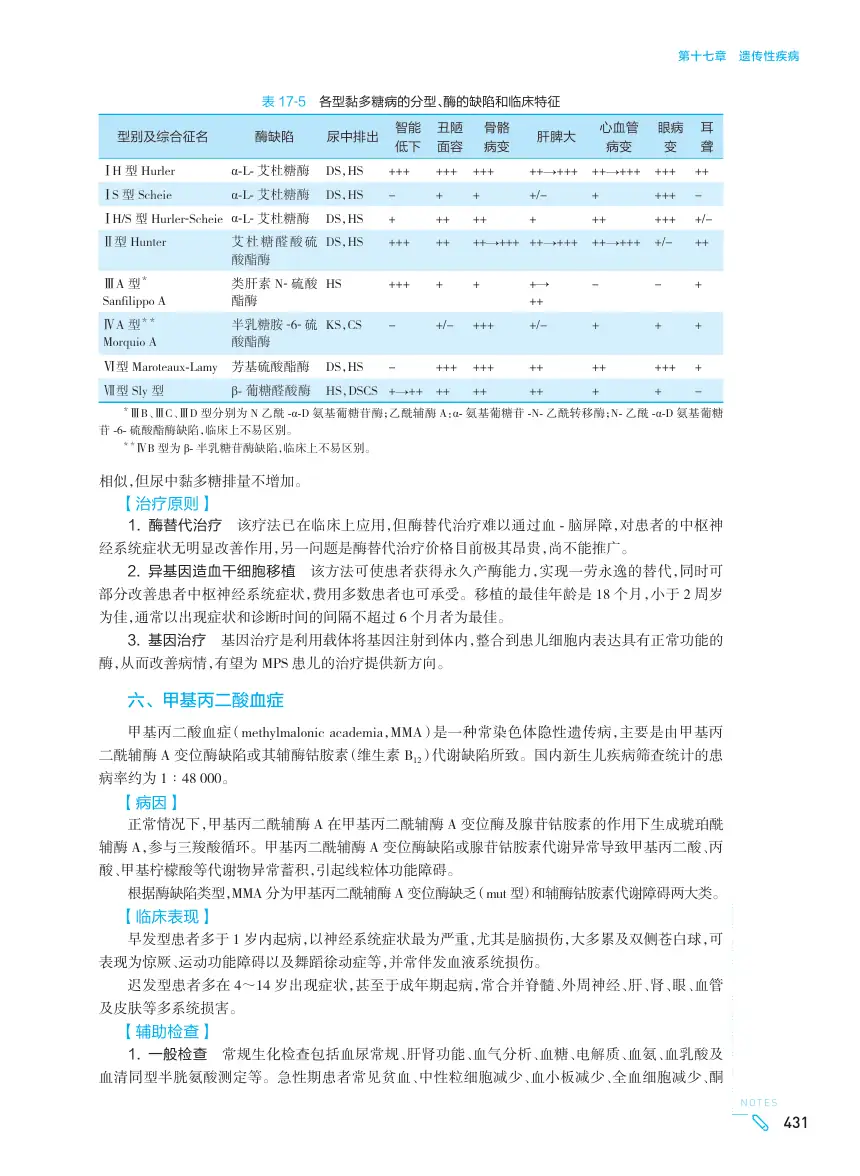 第十七章　遗传性疾病
表 17-5　各型黏多糖病的分型、酶的缺陷和临床特征
型别及综合征名　酶缺陷　尿中排出　智能低下　丑陋面容　骨骼病变　肝脾大　心血管病变　眼病变　耳聋
ⅠH 型 Hurler　α-L- 艾杜糖酶　DS,HS　+++　+++　+++　++→+++　++→+++　+++　++
ⅠS 型 Scheie　α-L- 艾杜糖酶　DS,HS　–　+　+　+/–　+　+++　–
ⅠH/S 型 Hurler-Scheie　α-L- 艾杜糖酶　DS,HS　+　++　++　+　++　+++　+/–
Ⅱ型 Hunter　艾杜糖醛酸硫酸酯酶　DS,HS　+++　++　++→+++　++→+++　++→+++　+/–　++
ⅢA 型* Sanfilippo A　类肝素 N- 硫酸酯酶　HS　+++　+　+　+→++　–　–　+
ⅣA 型** Morquio A　半乳糖胺 -6- 硫酸酯酶　KS,CS　–　+/–　+++　+/–　+　+　+
Ⅵ型 Maroteaux-Lamy　芳基硫酸酯酶　DS,HS　–　+++　+++　++　++　+++　+
Ⅶ型 Sly 型　β- 葡糖醛酸酶　HS,DSCS　+→++　++　++　++　+　+　–
*ⅢB、ⅢC、ⅢD 型分别为 N 乙酰 -α-D 氨基葡糖苷酶;乙酰辅酶 A:α- 氨基葡糖苷 -N- 乙酰转移酶;N- 乙酰 -α-D 氨基葡糖
苷 -6- 硫酸酯酶缺陷,临床上不易区别。
**ⅣB 型为 β- 半乳糖苷酶缺陷,临床上不易区别。
相似,但尿中黏多糖排量不增加。
【治疗原则】
1. 酶替代治疗　该疗法已在临床上应用,但酶替代治疗难以通过血 - 脑屏障,对患者的中枢神
经系统症状无明显改善作用,另一问题是酶替代治疗价格目前极其昂贵,尚不能推广。
2. 异基因造血干细胞移植　该方法可使患者获得永久产酶能力,实现一劳永逸的替代,同时可
部分改善患者中枢神经系统症状,费用多数患者也可承受。移植的最佳年龄是 18 个月,小于 2 周岁
为佳,通常以出现症状和诊断时间的间隔不超过 6 个月者为最佳。
3. 基因治疗　基因治疗是利用载体将基因注射到体内,整合到患儿细胞内表达具有正常功能的
酶,从而改善病情,有望为 MPS 患儿的治疗提供新方向。
六、甲基丙二酸血症
甲基丙二酸血症(methylmalonic academia,MMA)是一种常染色体隐性遗传病,主要是由甲基丙
二酰辅酶 A 变位酶缺陷或其辅酶钴胺素(维生素 B₁₂)代谢缺陷所致。国内新生儿疾病筛查统计的患
病率约为 1∶48 000。
【病因】
正常情况下,甲基丙二酰辅酶 A 在甲基丙二酰辅酶 A 变位酶及腺苷钴胺素的作用下生成琥珀酰
辅酶 A,参与三羧酸循环。甲基丙二酰辅酶 A 变位酶缺陷或腺苷钴胺素代谢异常导致甲基丙二酸、丙
酸、甲基柠檬酸等代谢物异常蓄积,引起线粒体功能障碍。
根据酶缺陷类型,MMA 分为甲基丙二酰辅酶 A 变位酶缺乏(mut 型)和辅酶钴胺素代谢障碍两大类。
【临床表现】
早发型患者多于 1 岁内起病,以神经系统症状最为严重,尤其是脑损伤,大多累及双侧苍白球,可
表现为惊厥、运动功能障碍以及舞蹈徐动症等,并常伴发血液系统损伤。
迟发型患者多在 4～14 岁出现症状,甚至于成年期起病,常合并脊髓、外周神经、肝、肾、眼、血管
及皮肤等多系统损害。
【辅助检查】
1. 一般检查　常规生化检查包括血尿常规、肝肾功能、血气分析、血糖、电解质、血氨、血乳酸及
血清同型半胱氨酸测定等。急性期患者常见贫血、中性粒细胞减少、血小板减少、全血细胞减少、酮
NOTES
431